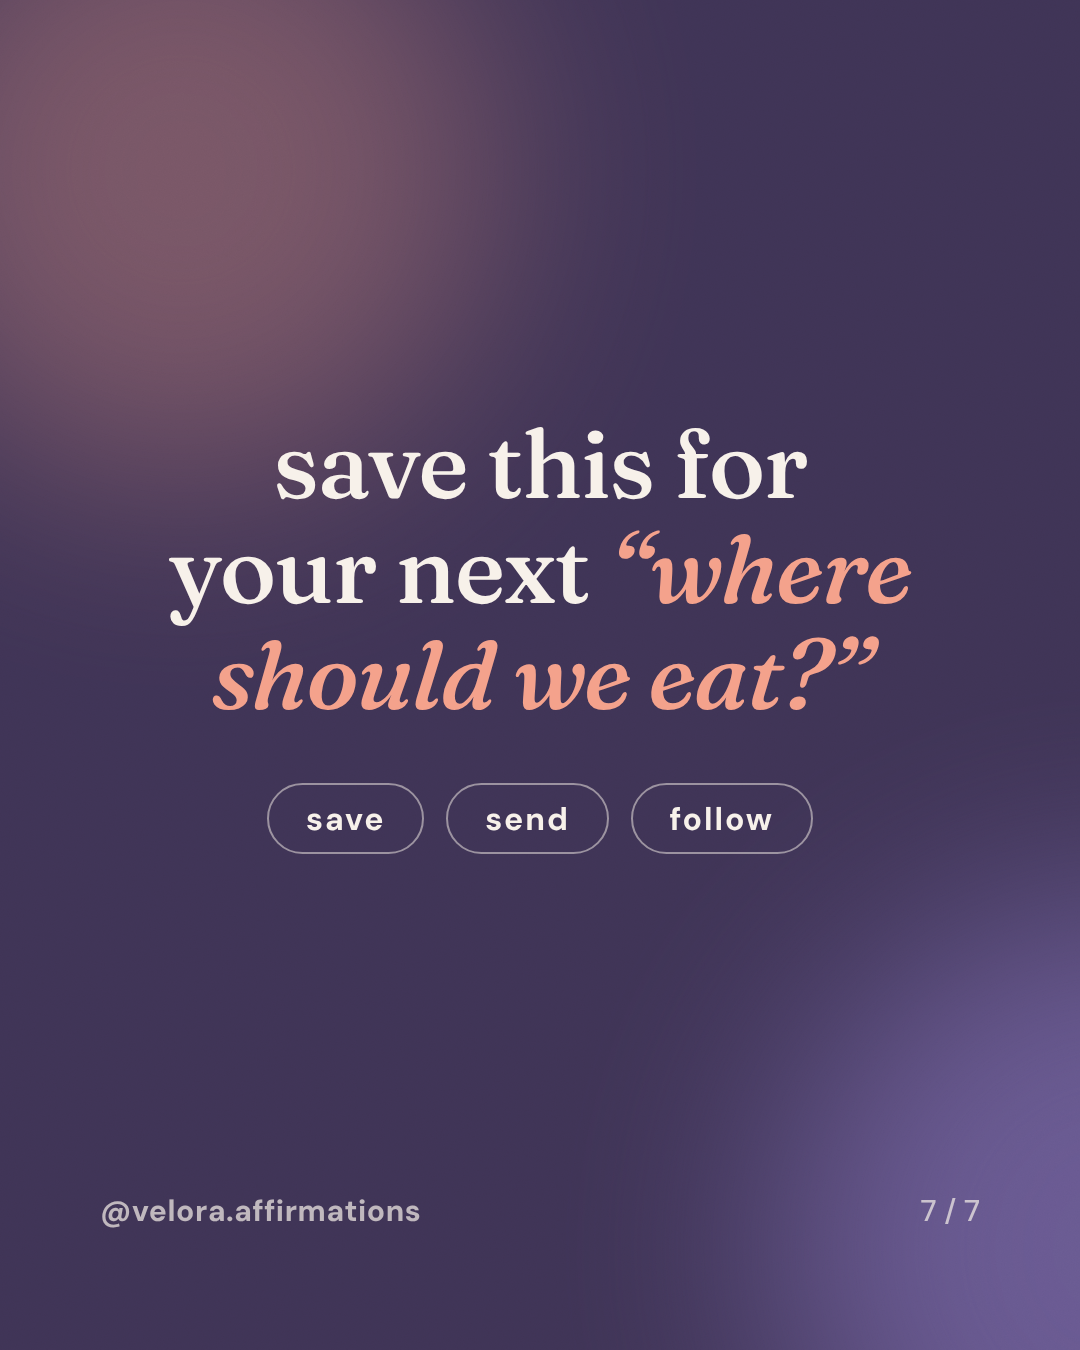 save this for
your next “where
should we eat?”
save send follow
@velora.affirmations 7 / 7